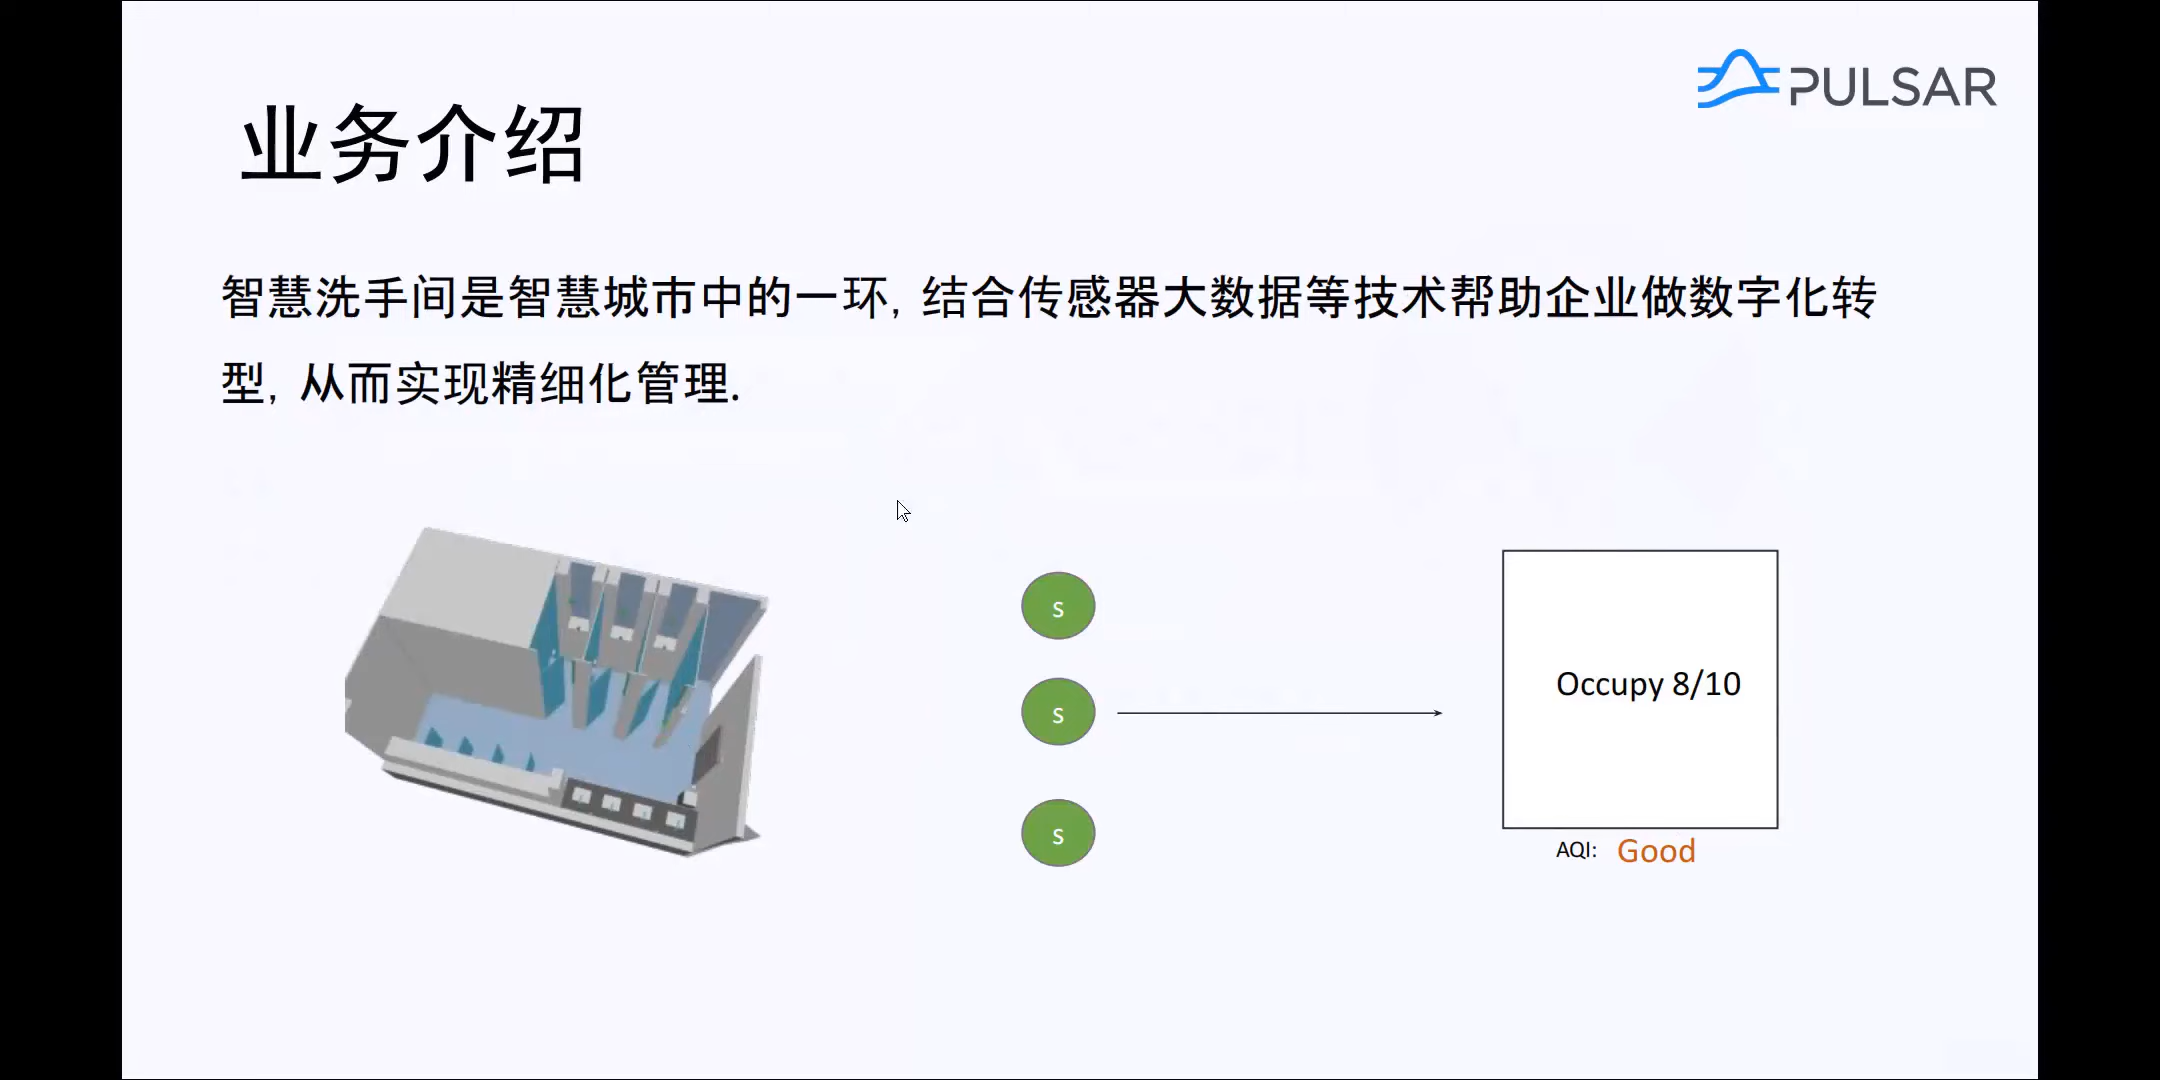 PULSAR
业务介绍
智慧洗手间是智慧城市中的一环, 结合传感器大数据等技术帮助企业做数字化转
型, 从而实现精细化管理.
s
s
s
Occupy 8/10
AQI: Good